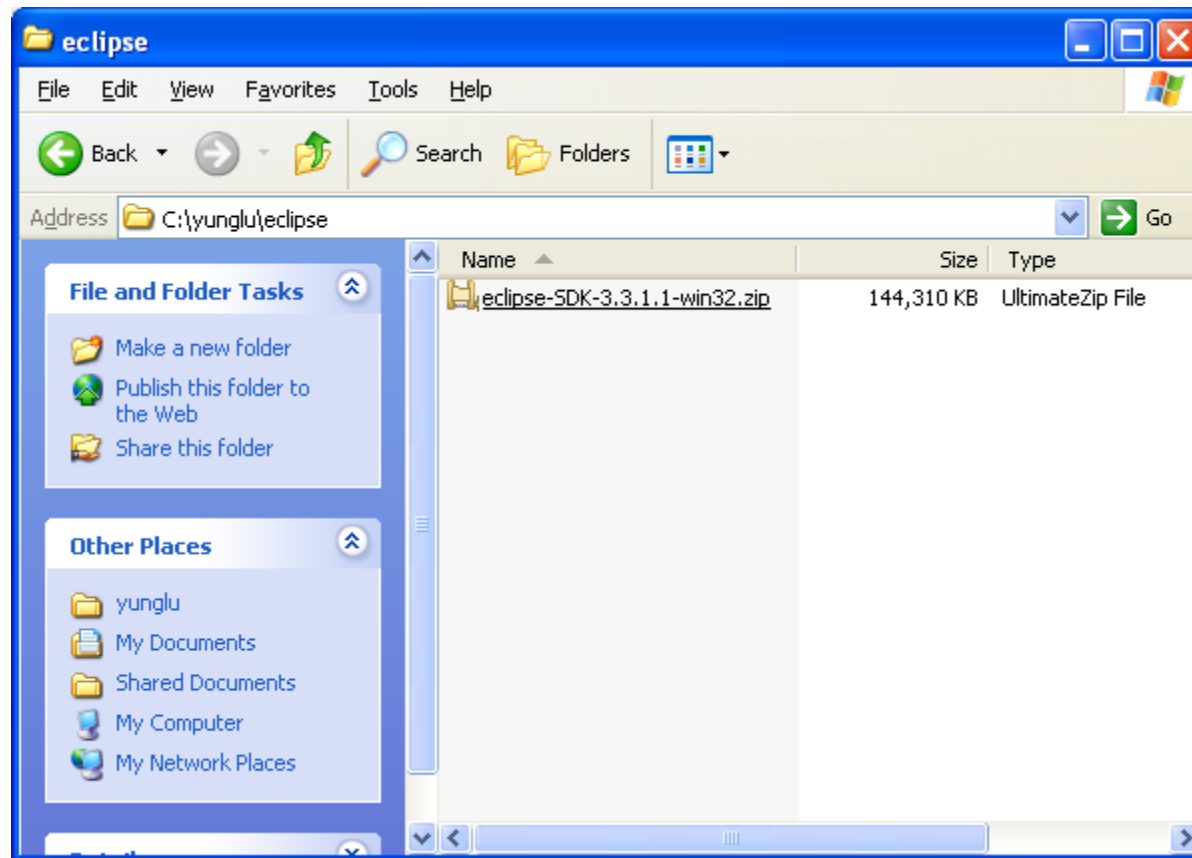 eclipse
File Edit View Favorites Tools Help
Back Search Folders
Address C:\yunglu\eclipse Go
Name Size Type
eclipse-SDK-3.3.1.1-win32.zip 144,310 KB UltimateZip File
File and Folder Tasks
Make a new folder
Publish this folder to
the Web
Share this folder
Other Places
yunglu
My Documents
Shared Documents
My Computer
My Network Places